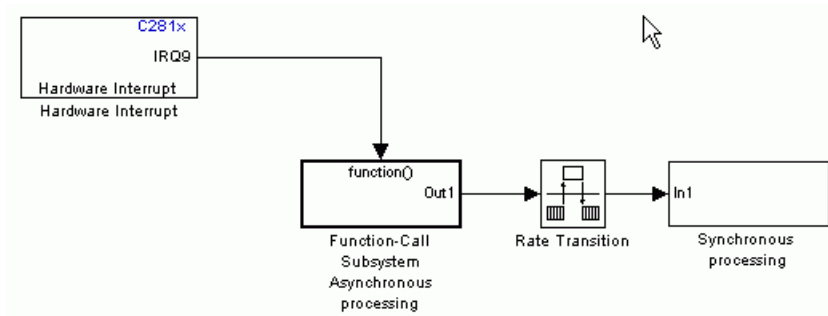 C281x
IRQ9
Hardware Interrupt
Hardware Interrupt
function()
Out1
In1
Function-Call
Subsystem
Asynchronous
processing
Rate Transition
Synchronous
processing